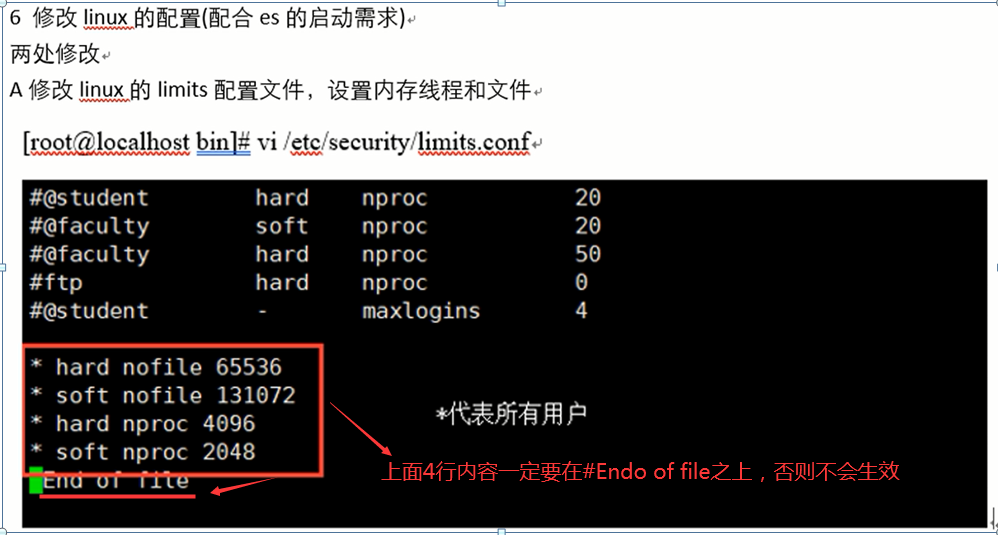 6 修改 linux 的配置(配合 es 的启动需求)
两处修改
A 修改 linux 的 limits 配置文件，设置内存线程和文件
[root@localhost bin]# vi /etc/security/limits.conf
#@student hard nproc 20
#@faculty soft nproc 20
#@faculty hard nproc 50
#ftp hard nproc 0
#@student - maxlogins 4
* hard nofile 65536
* soft nofile 131072
* hard nproc 4096
* soft nproc 2048
*代表所有用户
End of file
上面4行内容一定要在#Endo of file之上，否则不会生效